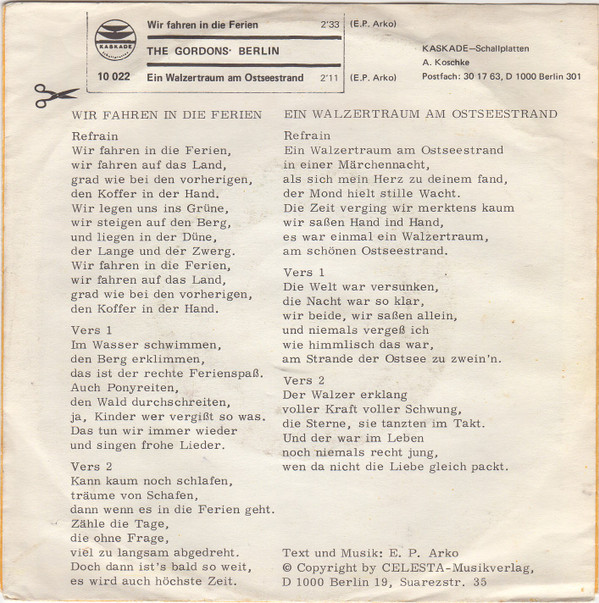 KASKADE
Schallplatten
Wir fahren in die Ferien 2'33 (E.P. Arko)
THE GORDONS' BERLIN
10 022 Ein Walzertraum am Ostseestrand 2'11 (E.P. Arko)
KASKADE—Schallplatten
A. Koschke
Postfach: 30 17 63, D 1000 Berlin 301
WIR FAHREN IN DIE FERIEN
Refrain
Wir fahren in die Ferien,
wir fahren auf das Land,
grad wie bei den vorherigen,
den Koffer in der Hand.
Wir legen uns ins Grüne,
wir steigen auf den Berg,
und liegen in der Düne,
der Lange und der Zwerg.
Wir fahren in die Ferien,
wir fahren auf das Land,
grad wie bei den vorherigen,
den Koffer in der Hand.
Vers 1
Im Wasser schwimmen,
den Berg erklimmen,
das ist der rechte Ferienspaß.
Auch Ponyreiten,
den Wald durchschreiten,
ja, Kinder wer vergißt so was.
Das tun wir immer wieder
und singen frohe Lieder.
Vers 2
Kann kaum noch schlafen,
träume von Schafen,
dann wenn es in die Ferien geht.
Zähle die Tage,
die ohne Frage,
viel zu langsam abgedreht.
Doch dann ist's bald so weit,
es wird auch höchste Zeit.
EIN WALZERTRAUM AM OSTSEESTRAND
Refrain
Ein Walzertraum am Ostseestrand
in einer Märchennacht,
als sich mein Herz zu deinem fand,
der Mond hielt stille Wacht.
Die Zeit verging wir merktens kaum
wir saßen Hand ind Hand,
es war einmal ein Walzertraum,
am schönen Ostseestrand.
Vers 1
Die Welt war versunken,
die Nacht war so klar,
wir beide, wir saßen allein,
und niemals vergeß ich
wie himmlisch das war,
am Strande der Ostsee zu zwein'n.
Vers 2
Der Walzer erklang
voller Kraft voller Schwung,
die Sterne, sie tanzten im Takt.
Und der war im Leben
noch niemals recht jung,
wen da nicht die Liebe gleich packt.
Text und Musik: E. P. Arko
© Copyright by CELESTA-Musikverlag,
D 1000 Berlin 19, Suarezstr. 35